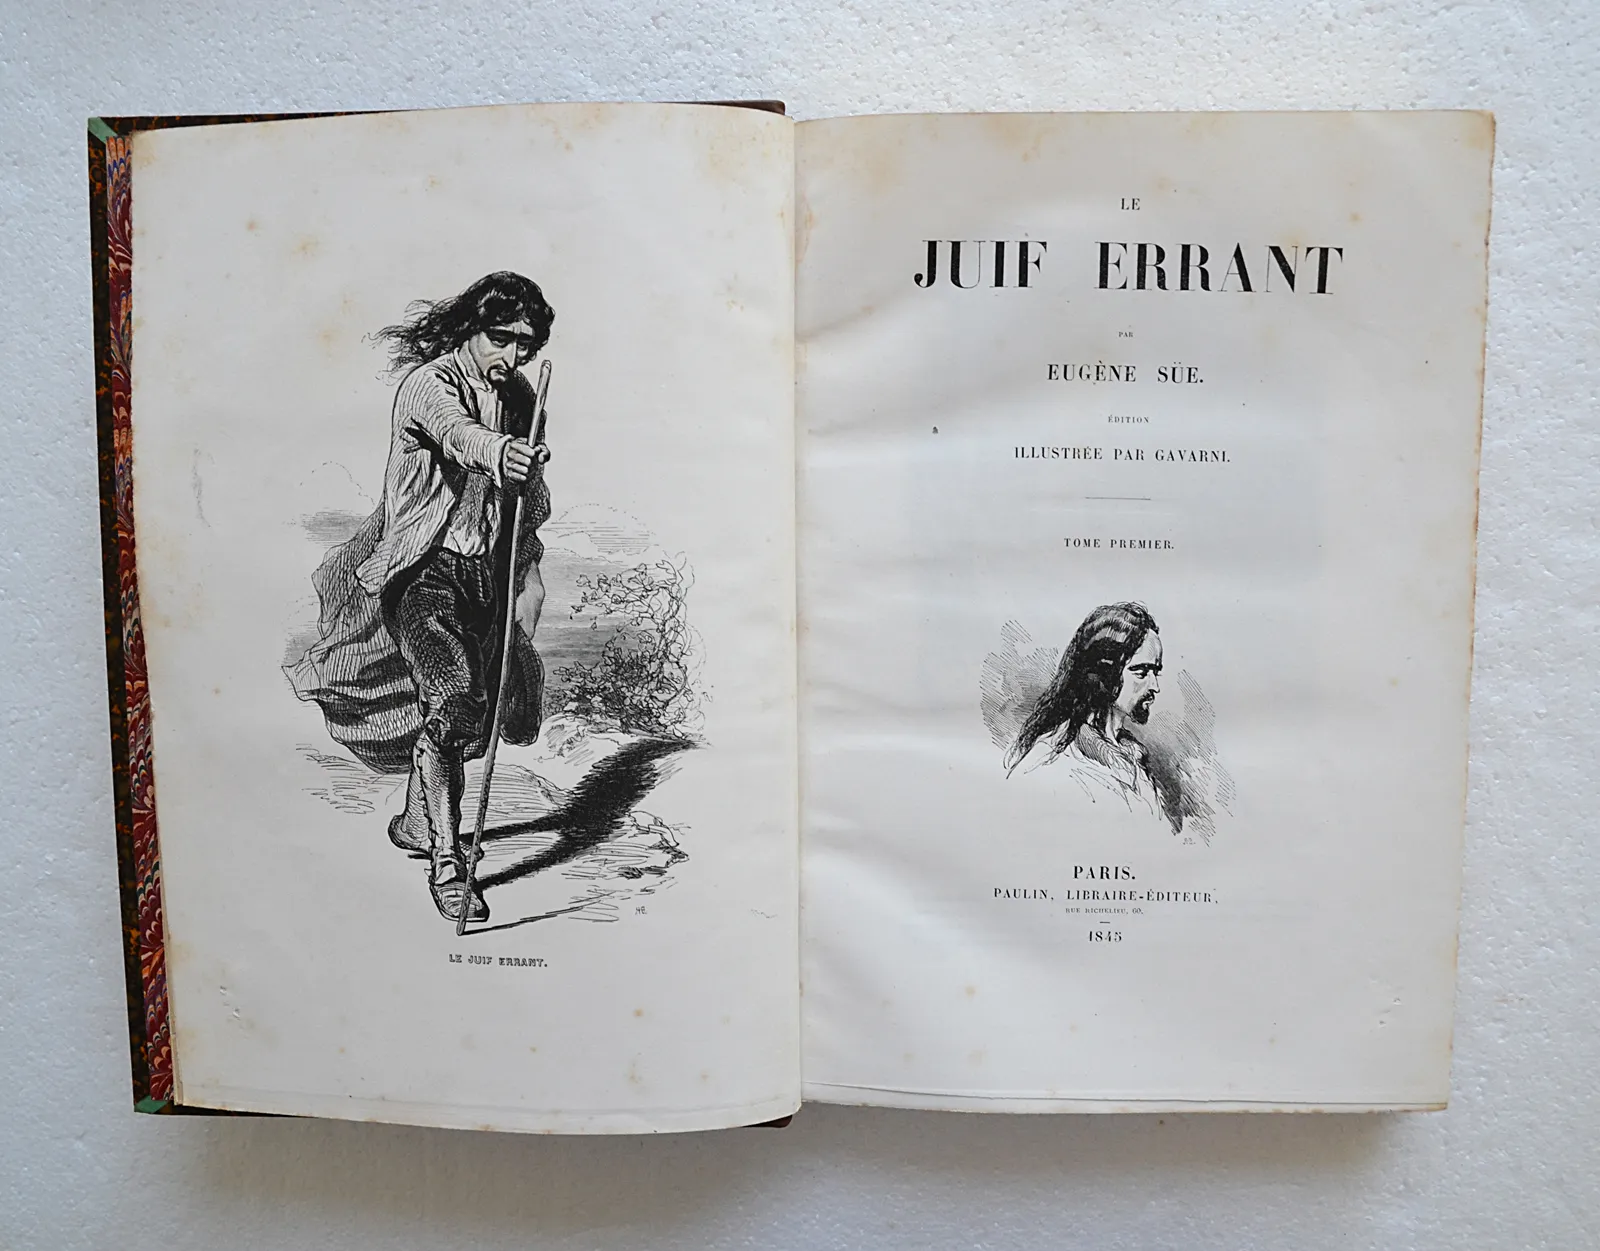 LE JUIF ERRANT.
LE
JUIF ERRANT
PAR
EUGÈNE SÜE.
ÉDITION
ILLUSTRÉE PAR GAVARNI.
TOME PREMIER.
PARIS.
PAULIN, LIBRAIRE-ÉDITEUR,
RUE RICHELIEU, 60.
1845